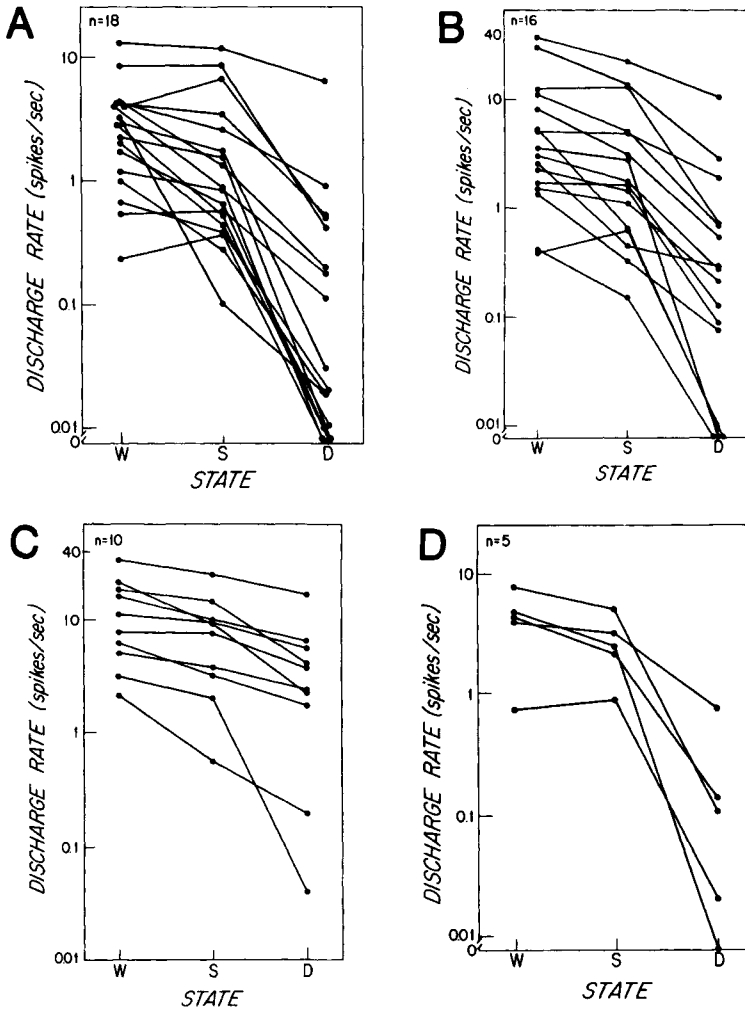 A
n=18
10
1
0.1
0.01
0
DISCHARGE RATE (spikes/sec)
W S D
STATE
B
n=16
40
10
1
0.1
0.01
0
DISCHARGE RATE (spikes/sec)
W S D
STATE
C
n=10
40
10
1
0.1
0.01
DISCHARGE RATE (spikes/sec)
W S D
STATE
D
n=5
10
1
0.1
0.01
0
DISCHARGE RATE (spikes/sec)
W S D
STATE